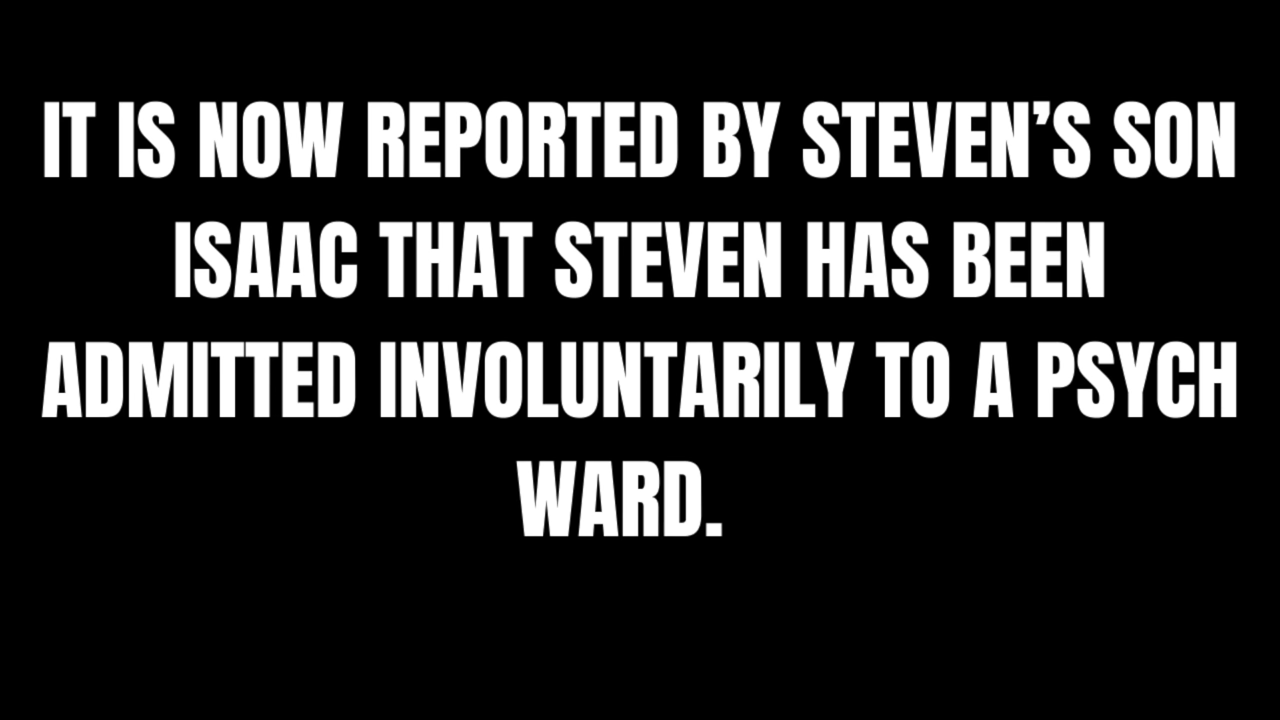 IT IS NOW REPORTED BY STEVEN’S SON
ISAAC THAT STEVEN HAS BEEN
ADMITTED INVOLUNTARILY TO A PSYCH
WARD.